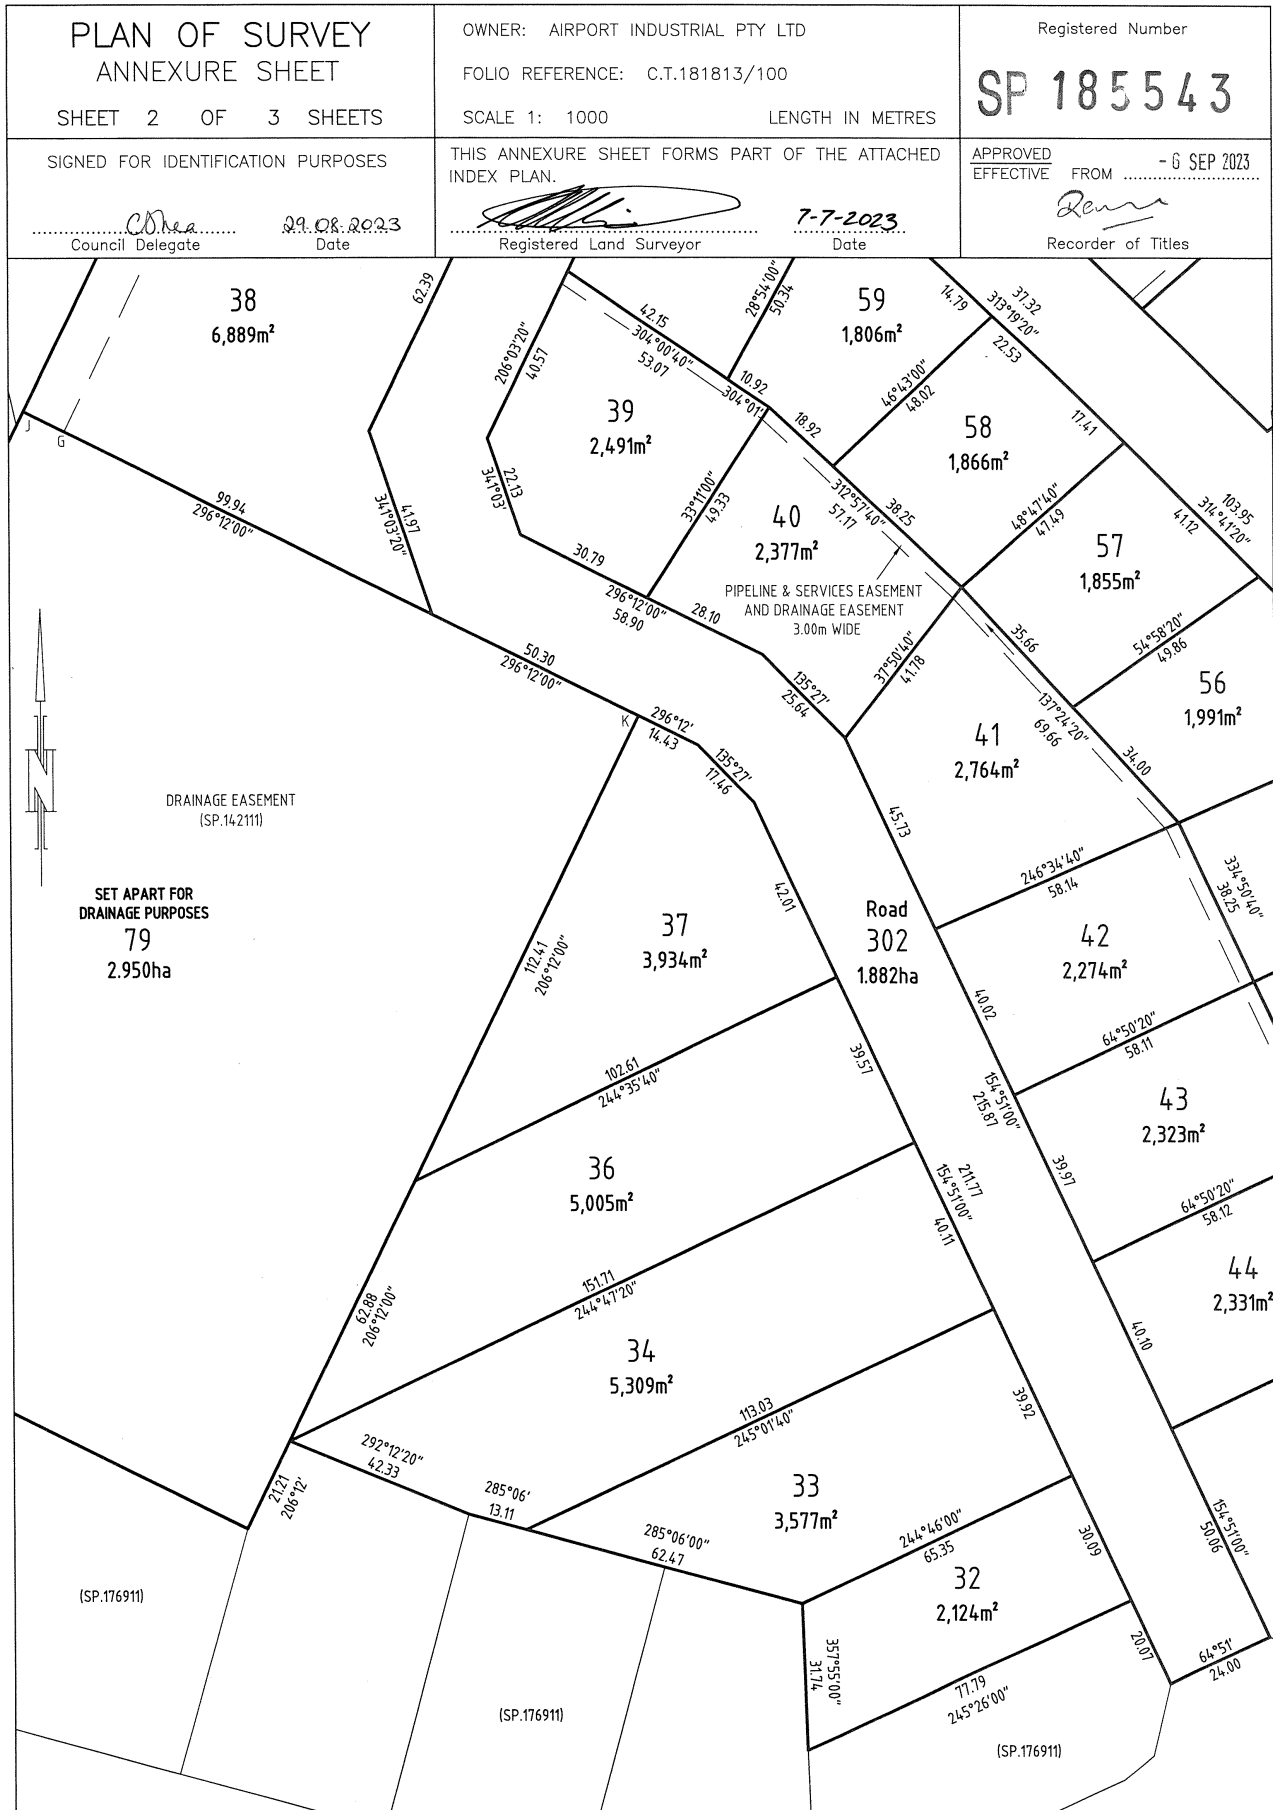 PLAN OF SURVEY
ANNEXURE SHEET
SHEET 2 OF 3 SHEETS
OWNER: AIRPORT INDUSTRIAL PTY LTD
FOLIO REFERENCE: C.T.181813/100
SCALE 1: 1000 LENGTH IN METRES
Registered Number
SP 185543
SIGNED FOR IDENTIFICATION PURPOSES
29.08.2023
Council Delegate Date
THIS ANNEXURE SHEET FORMS PART OF THE ATTACHED
INDEX PLAN.
7-7-2023
Registered Land Surveyor Date
APPROVED
EFFECTIVE FROM - 6 SEP 2023
Recorder of Titles
38
6,889m²
62.39
206°03'20"
40.57
42.15
304°00'40"
53.07
28°54'00"
50.34
59
1,806m²
14.79
37.32
313°19'20"
22.53
10.92
304°01'
46°43'00"
48.02
39
2,491m²
18.92
58
1,866m²
17.41
J
G
99.94
296°12'00"
41.97
341°03'20"
22.13
341°03'
33°11'00"
49.33
40
2,377m²
312°57'40"
57.17
38.25
48°47'40"
47.49
103.95
314°41'20"
41.12
57
1,855m²
30.79
296°12'00"
58.90
28.10
PIPELINE & SERVICES EASEMENT
AND DRAINAGE EASEMENT
3.00m WIDE
35.66
54°58'20"
49.86
50.30
296°12'00"
135°27'
25.64
37°50'40"
41.78
137°24'20"
69.66
56
1,991m²
K
296°12'
14.43
135°27'
17.46
41
2,764m²
34.00
DRAINAGE EASEMENT
(SP.142111)
45.73
246°34'40"
58.14
334°50'40"
38.25
SET APART FOR
DRAINAGE PURPOSES
79
2.950ha
42.01
Road
302
1.882ha
37
3,934m²
112.41
206°12'00"
42
2,274m²
40.02
64°50'20"
58.11
102.61
244°35'40"
39.57
154°51'00"
215.87
43
2,323m²
36
5,005m²
211.77
154°51'00"
40.11
39.97
64°50'20"
58.12
44
2,331m²
62.88
206°12'00"
151.71
244°47'20"
40.10
34
5,309m²
113.03
245°01'40"
39.92
292°12'20"
42.33
21.21
206°12'
285°06'
13.11
33
3,577m²
285°06'00"
62.47
244°46'00"
65.35
30.09
154°51'00"
50.06
(SP.176911)
32
2,124m²
357°55'00"
31.74
20.07
64°51'
24.00
77.79
245°26'00"
(SP.176911)
(SP.176911)